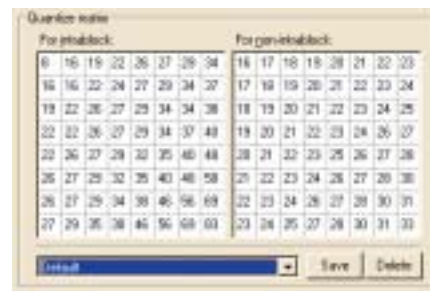 Quantize matrix
For intrablock: For non-intrablock:
8 16 19 22 26 27 29 34 16 17 18 19 20 21 22 23
16 16 22 24 27 29 34 37 17 18 19 20 21 22 23 24
19 22 26 27 29 34 34 38 18 19 20 21 22 23 24 25
22 22 26 27 29 34 37 40 19 20 21 22 23 24 26 27
22 26 27 29 32 35 40 48 20 21 22 23 25 26 27 28
26 27 29 32 35 40 48 58 21 22 23 24 26 27 28 30
26 27 29 34 38 46 56 69 22 23 24 26 27 28 30 31
27 29 35 38 46 56 69 83 23 24 25 27 28 30 31 33
Default Save Delete